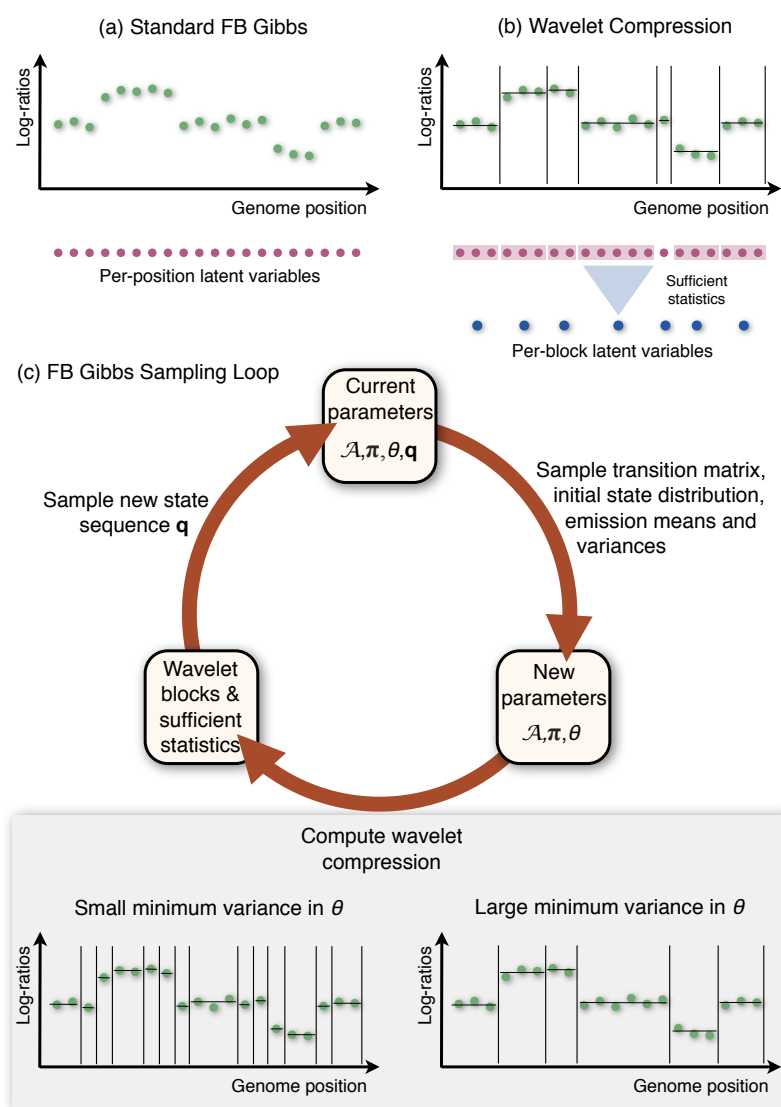 (a) Standard FB Gibbs
Log-ratios
Genome position
Per-position latent variables
(b) Wavelet Compression
Log-ratios
Genome position
Sufficient
statistics
Per-block latent variables
(c) FB Gibbs Sampling Loop
Current
parameters
𝒜,π,θ,q
Sample transition matrix,
initial state distribution,
emission means and
variances
Sample new state
sequence q
Wavelet
blocks &
sufficient
statistics
New
parameters
𝒜,π,θ
Compute wavelet
compression
Small minimum variance in θ
Log-ratios
Genome position
Large minimum variance in θ
Log-ratios
Genome position